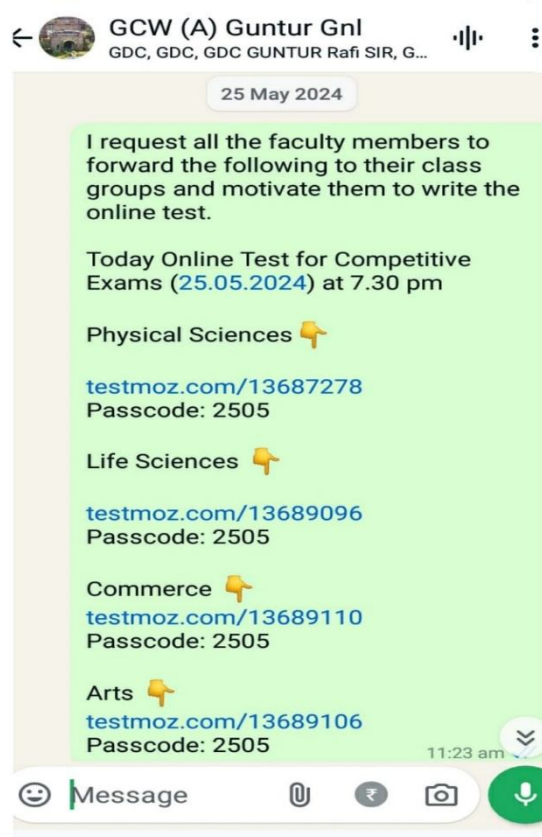 GCW (A) Guntur Gnl
GDC, GDC, GDC GUNTUR Rafi SIR, G...
25 May 2024
I request all the faculty members to
forward the following to their class
groups and motivate them to write the
online test.
Today Online Test for Competitive
Exams (25.05.2024) at 7.30 pm
Physical Sciences 👇
testmoz.com/13687278
Passcode: 2505
Life Sciences 👇
testmoz.com/13689096
Passcode: 2505
Commerce 👇
testmoz.com/13689110
Passcode: 2505
Arts 👇
testmoz.com/13689106
Passcode: 2505
11:23 am
Message
₹